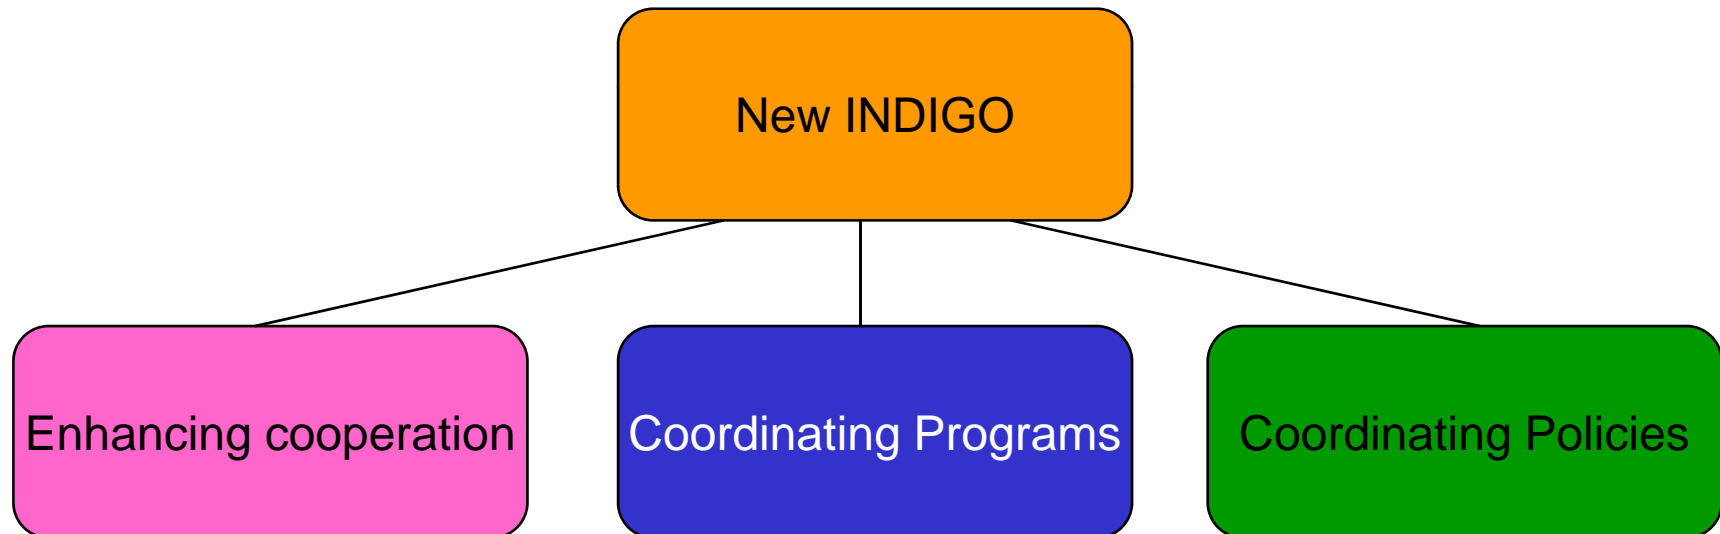 New INDIGO
Enhancing cooperation
Coordinating Programs
Coordinating Policies